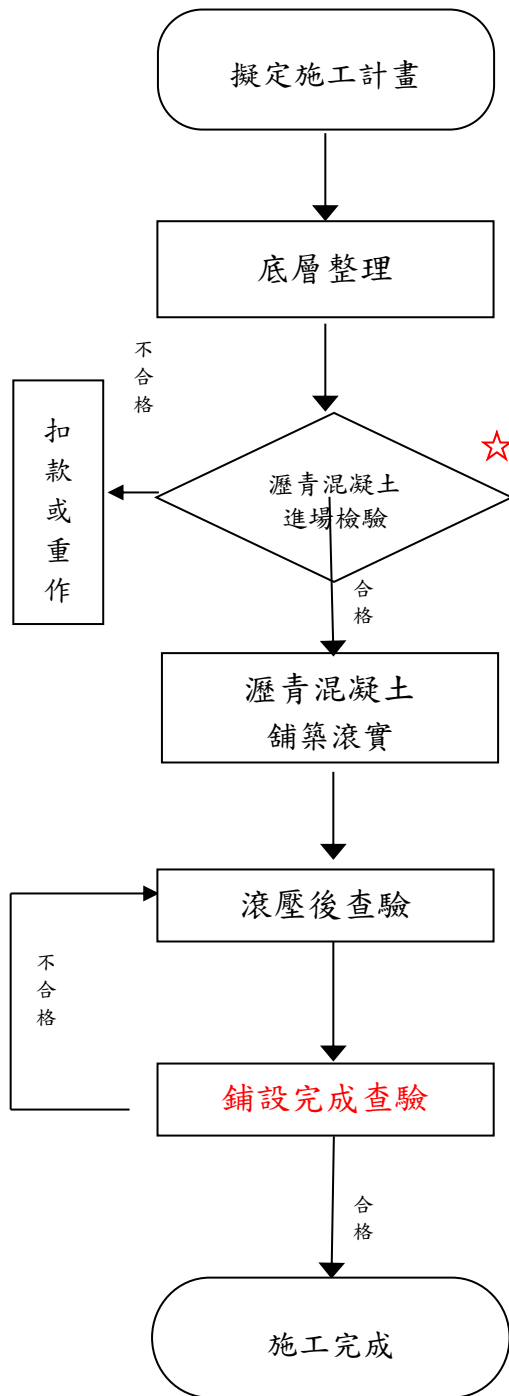 擬定施工計畫
底層整理
不合格
扣款或重作
瀝青混凝土
進場檢驗
☆
合格
瀝青混凝土
舖築滾實
滾壓後查驗
不合格
鋪設完成查驗
合格
施工完成